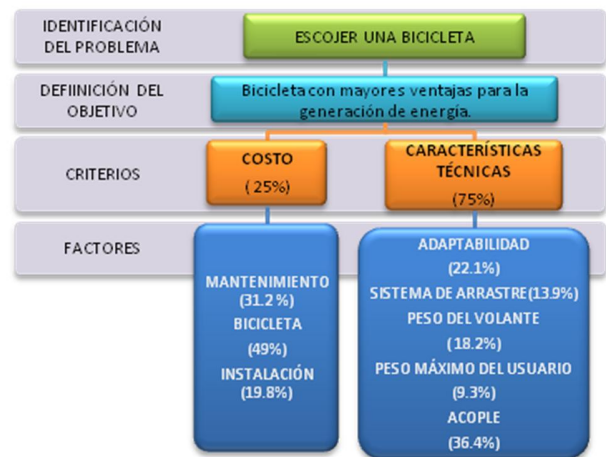 IDENTIFICACIÓN
DEL PROBLEMA
ESCOJER UNA BICICLETA
DEFIINICIÓN DEL
OBJETIVO
Bicicleta con mayores ventajas para la
generación de energía.
CRITERIOS
COSTO
( 25%)
CARACTERÍSTICAS
TÉCNICAS
(75%)
FACTORES
MANTENIMIENTO
(31.2 %)
BICICLETA
(49%)
INSTALACIÓN
(19.8%)
ADAPTABILIDAD
(22.1%)
SISTEMA DE ARRASTRE(13.9%)
PESO DEL VOLANTE
( 18.2%)
PESO MÁXIMO DEL USUARIO
(9.3%)
ACOPLE
(36.4%)